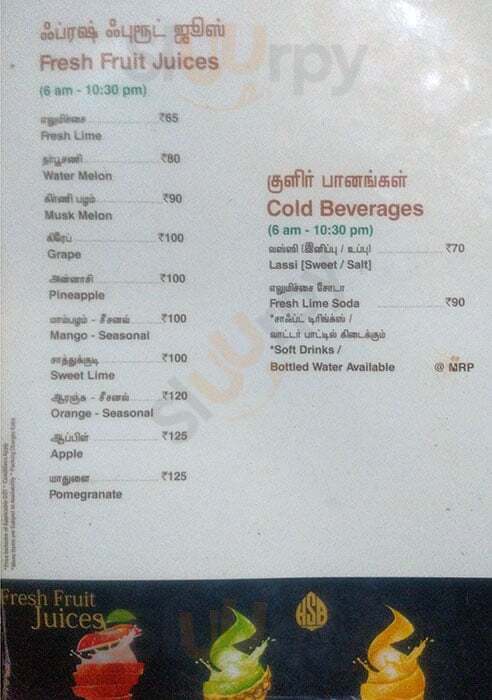 ஃப்ரஷ் ஃபுரூட் ஜூஸ்
Fresh Fruit Juices
(6 am - 10:30 pm)
எலுமிச்சை ₹65
Fresh Lime
தர்பூசணி ₹80
Water Melon
கிர்ணி பழம் ₹90
Musk Melon
கிரேப் ₹100
Grape
அன்னாசி ₹100
Pineapple
மாம்பழம் - சீசனல் ₹100
Mango - Seasonal
சாத்துக்குடி ₹100
Sweet Lime
ஆரஞ்சு - சீசனல் ₹120
Orange - Seasonal
ஆப்பிள் ₹125
Apple
மாதுளை ₹125
Pomegranate
குளிர் பானங்கள்
Cold Beverages
(6 am - 10:30 pm)
லஸ்ஸி (இனிப்பு / உப்பு) ₹70
Lassi [Sweet / Salt]
எலுமிச்சை சோடா
Fresh Lime Soda ₹90
*சாஃப்ட் டிரிங்க்ஸ் /
வாட்டர் பாட்டில் கிடைக்கும்
*Soft Drinks /
Bottled Water Available @ MRP
Fresh Fruit
Juices
HSB
slurrpy
slurrpy